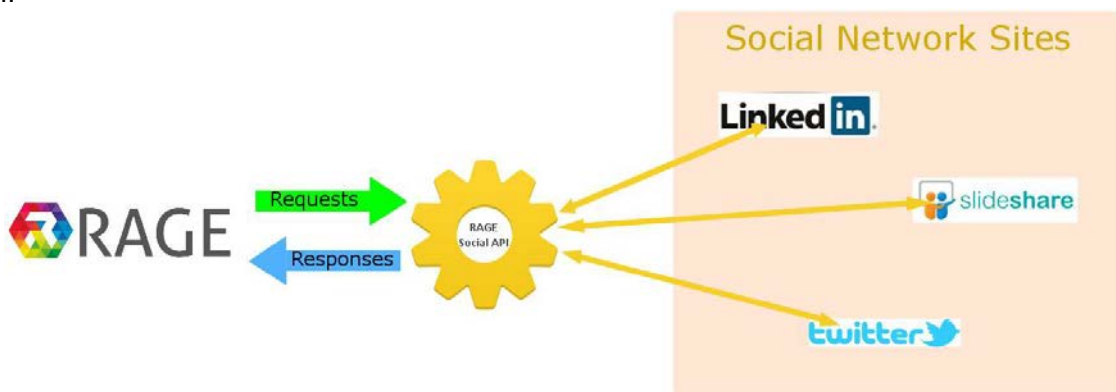 ..
Social Network Sites
Linked in.
Requests
slideshare
RAGE
RAGE
Social API
Responses
twitter